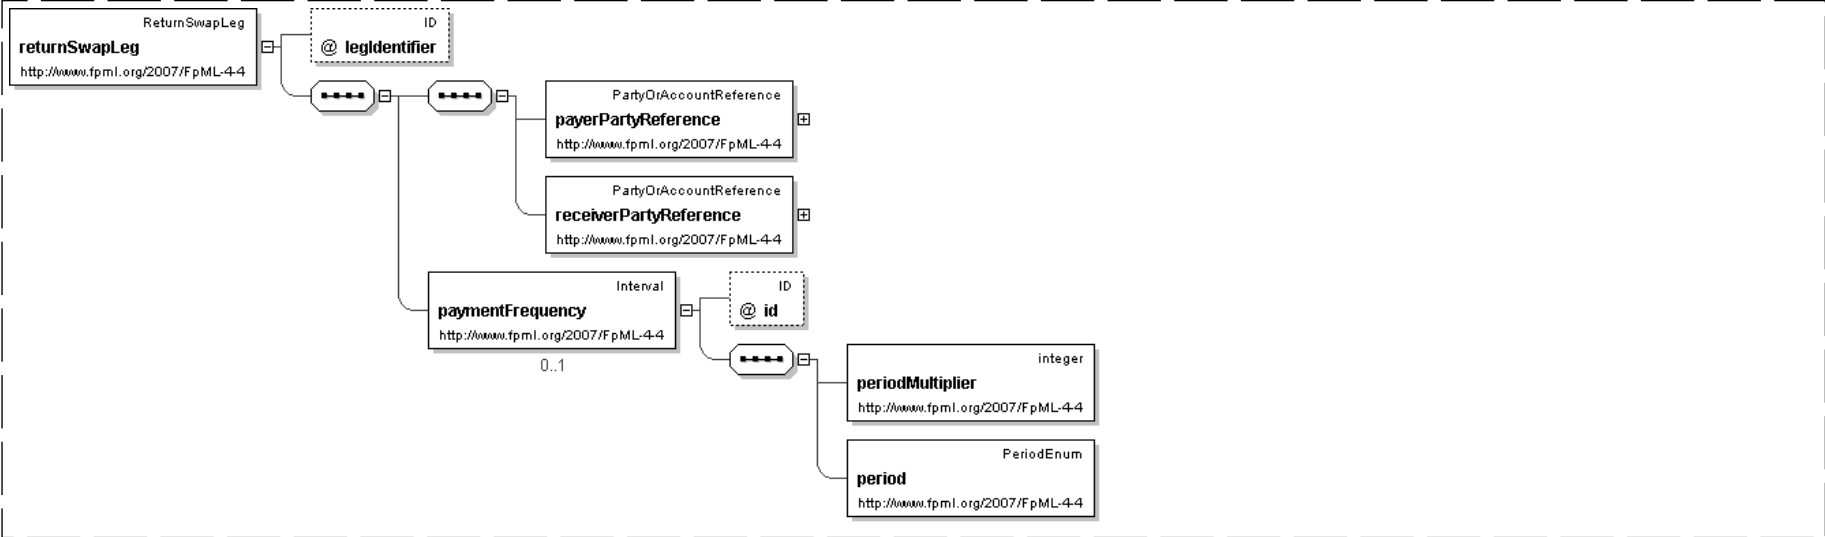 ReturnSwapLeg
returnSwapLeg
http://www.fpml.org/2007/FpML-4-4
ID
@ legIdentifier
PartyOrAccountReference
payerPartyReference
http://www.fpml.org/2007/FpML-4-4
PartyOrAccountReference
receiverPartyReference
http://www.fpml.org/2007/FpML-4-4
Interval
paymentFrequency
http://www.fpml.org/2007/FpML-4-4
0..1
ID
@ id
integer
periodMultiplier
http://www.fpml.org/2007/FpML-4-4
PeriodEnum
period
http://www.fpml.org/2007/FpML-4-4